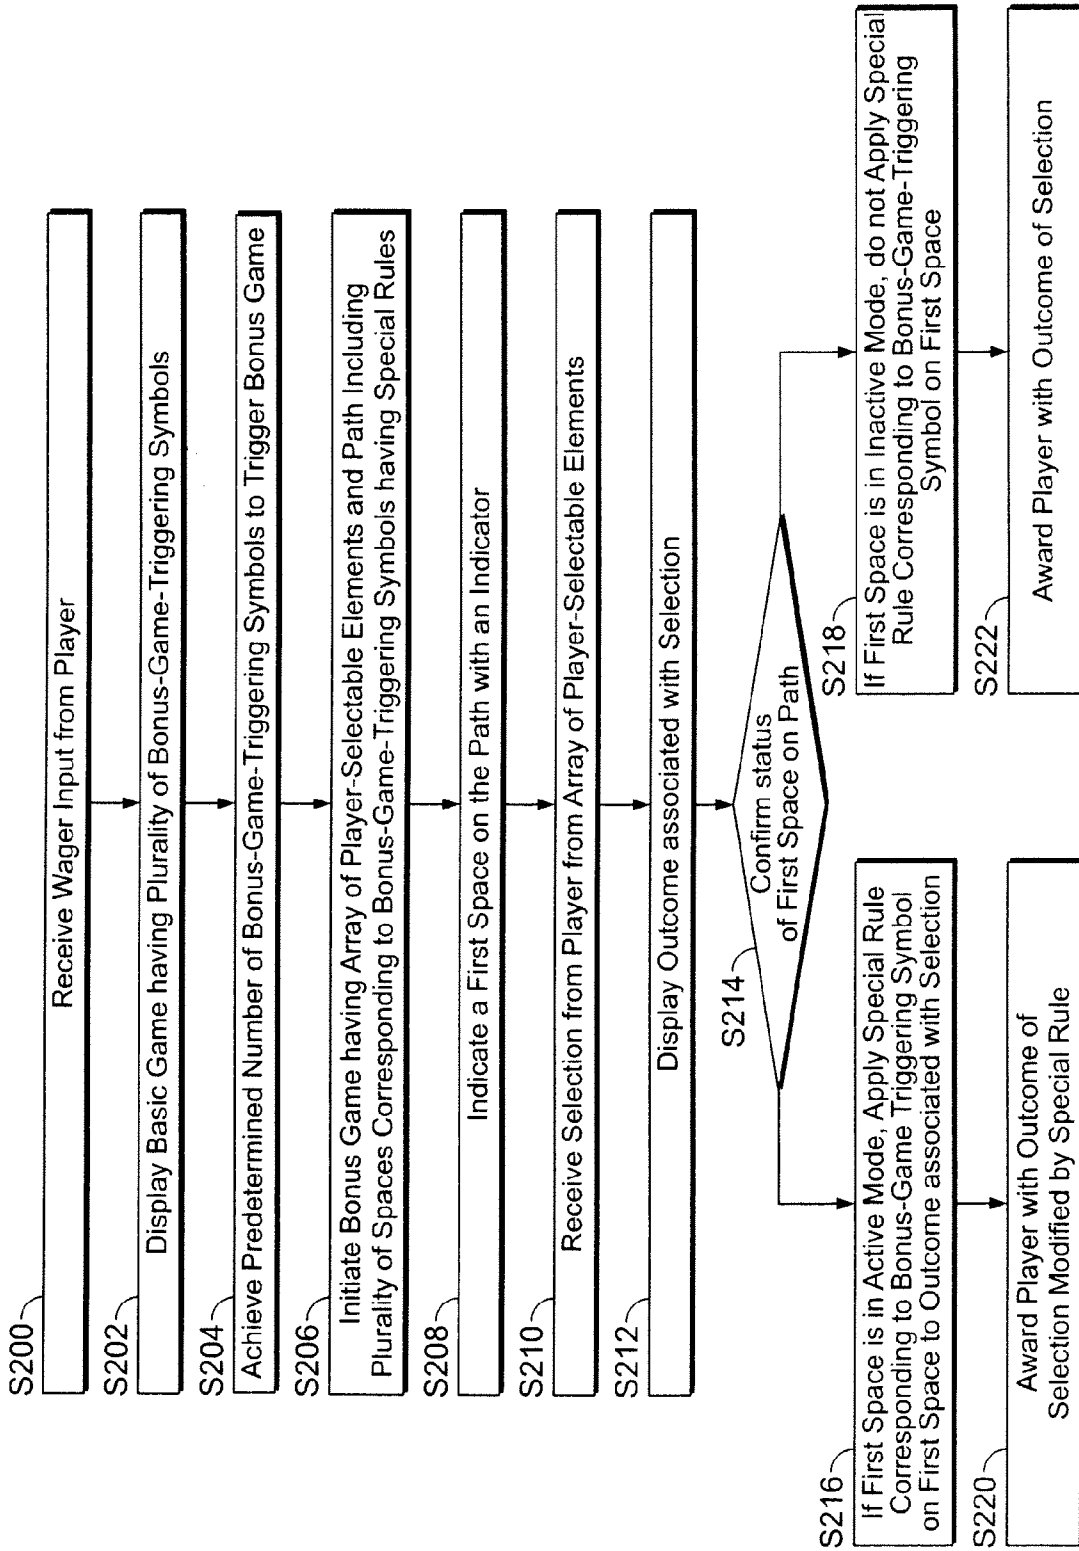 S200
Receive Wager Input from Player
S202
Display Basic Game having Plurality of Bonus-Game-Triggering Symbols
S204
Achieve Predetermined Number of Bonus-Game-Triggering Symbols to Trigger Bonus Game
S206
Initiate Bonus Game having Array of Player-Selectable Elements and Path Including
Plurality of Spaces Corresponding to Bonus-Game-Triggering Symbols having Special Rules
S208
Indicate a First Space on the Path with an Indicator
S210
Receive Selection from Player from Array of Player-Selectable Elements
S212
Display Outcome associated with Selection
S214
Confirm status
of First Space on Path
S216
If First Space is in Active Mode, Apply Special Rule
Corresponding to Bonus-Game Triggering Symbol
on First Space to Outcome associated with Selection
S218
If First Space is in Inactive Mode, do not Apply Special
Rule Corresponding to Bonus-Game-Triggering
Symbol on First Space
S220
Award Player with Outcome of
Selection Modified by Special Rule
S222
Award Player with Outcome of Selection